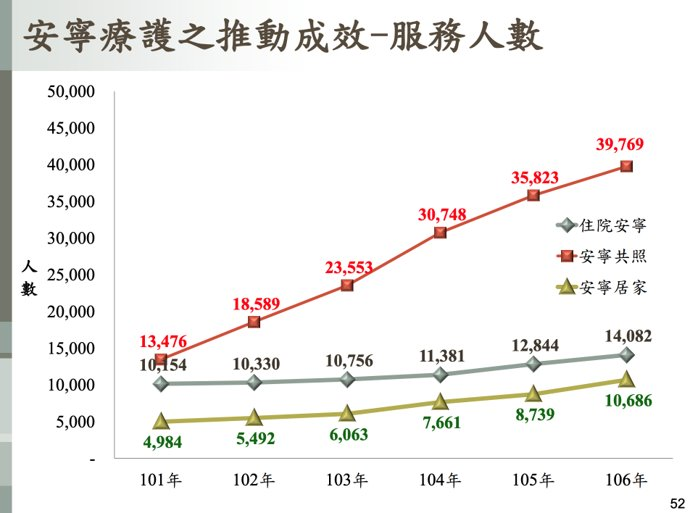 安寧療護之推動成效-服務人數
50,000
45,000
40,000
35,000
30,000
25,000
20,000
15,000
10,000
5,000
-
人數
39,769
35,823
30,748
23,553
18,589
13,476
住院安寧
安寧共照
安寧居家
10,154
10,330
10,756
11,381
12,844
14,082
4,984
5,492
6,063
7,661
8,739
10,686
101年
102年
103年
104年
105年
106年
52